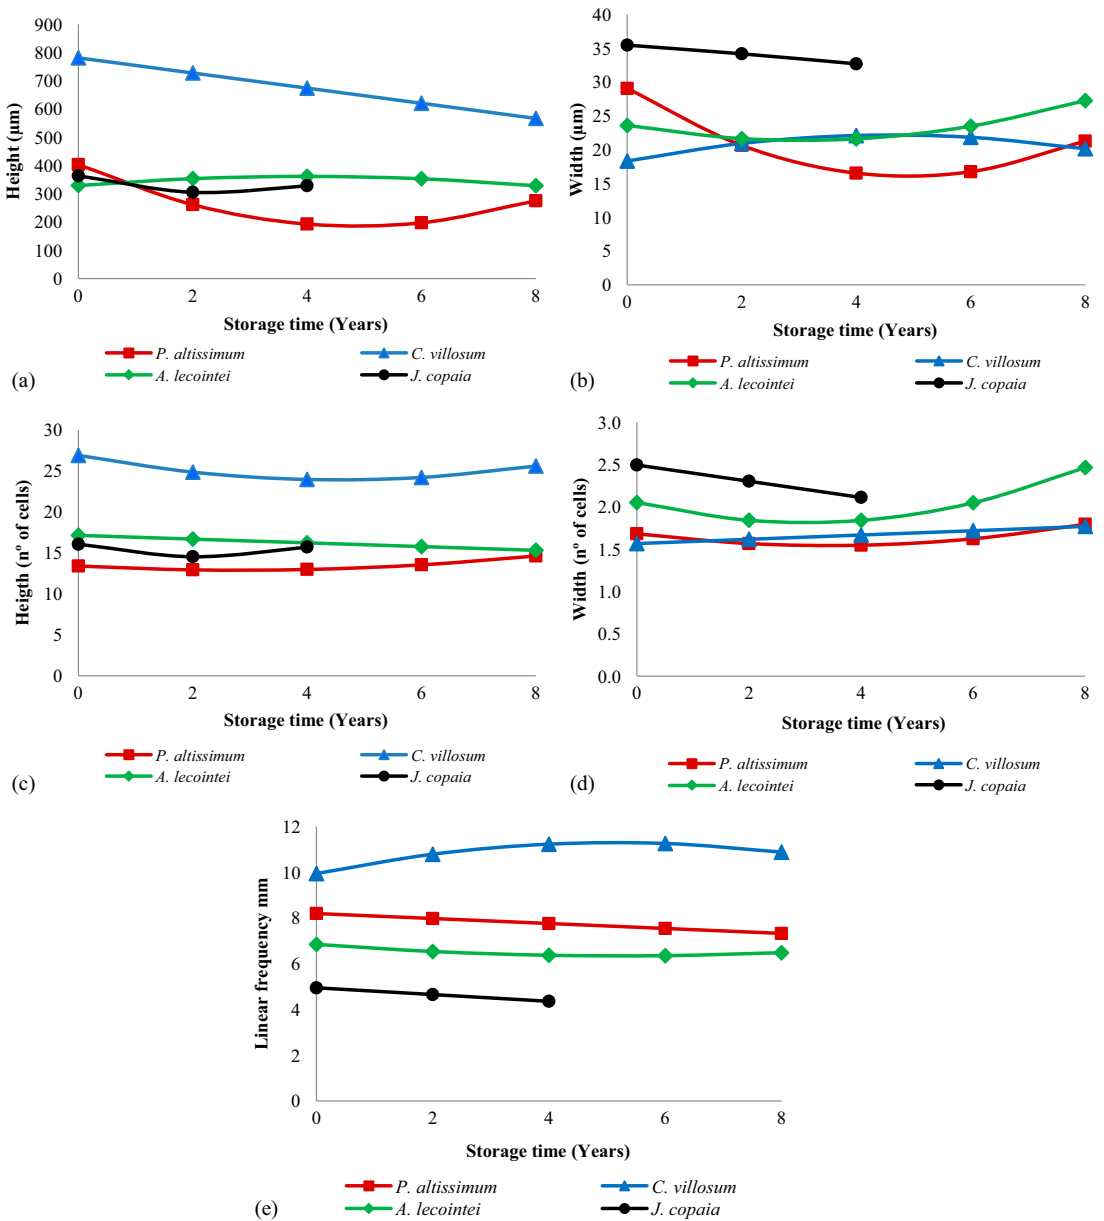 900
800
700
600
500
400
300
200
100
0
Height (µm)
0 2 4 6 8
Storage time (Years)
P. altissimum C. villosum
A. lecointei J. copaia
(a)
40
35
30
25
20
15
10
5
0
Width (µm)
0 2 4 6 8
Storage time (Years)
P. altissimum C. villosum
A. lecointei J. copaia
(b)
30
25
20
15
10
5
0
Heigth (nº of cells)
0 2 4 6 8
Storage time (Years)
P. altissimum C. villosum
A. lecointei J. copaia
(c)
3.0
2.5
2.0
1.5
1.0
0.5
0.0
Width (nº of cells)
0 2 4 6 8
Storage time (Years)
P. altissimum C. villosum
A. lecointei J. copaia
(d)
12
10
8
6
4
2
0
Linear frequency mm
0 2 4 6 8
Storage time (Years)
P. altissimum C. villosum
A. lecointei J. copaia
(e)